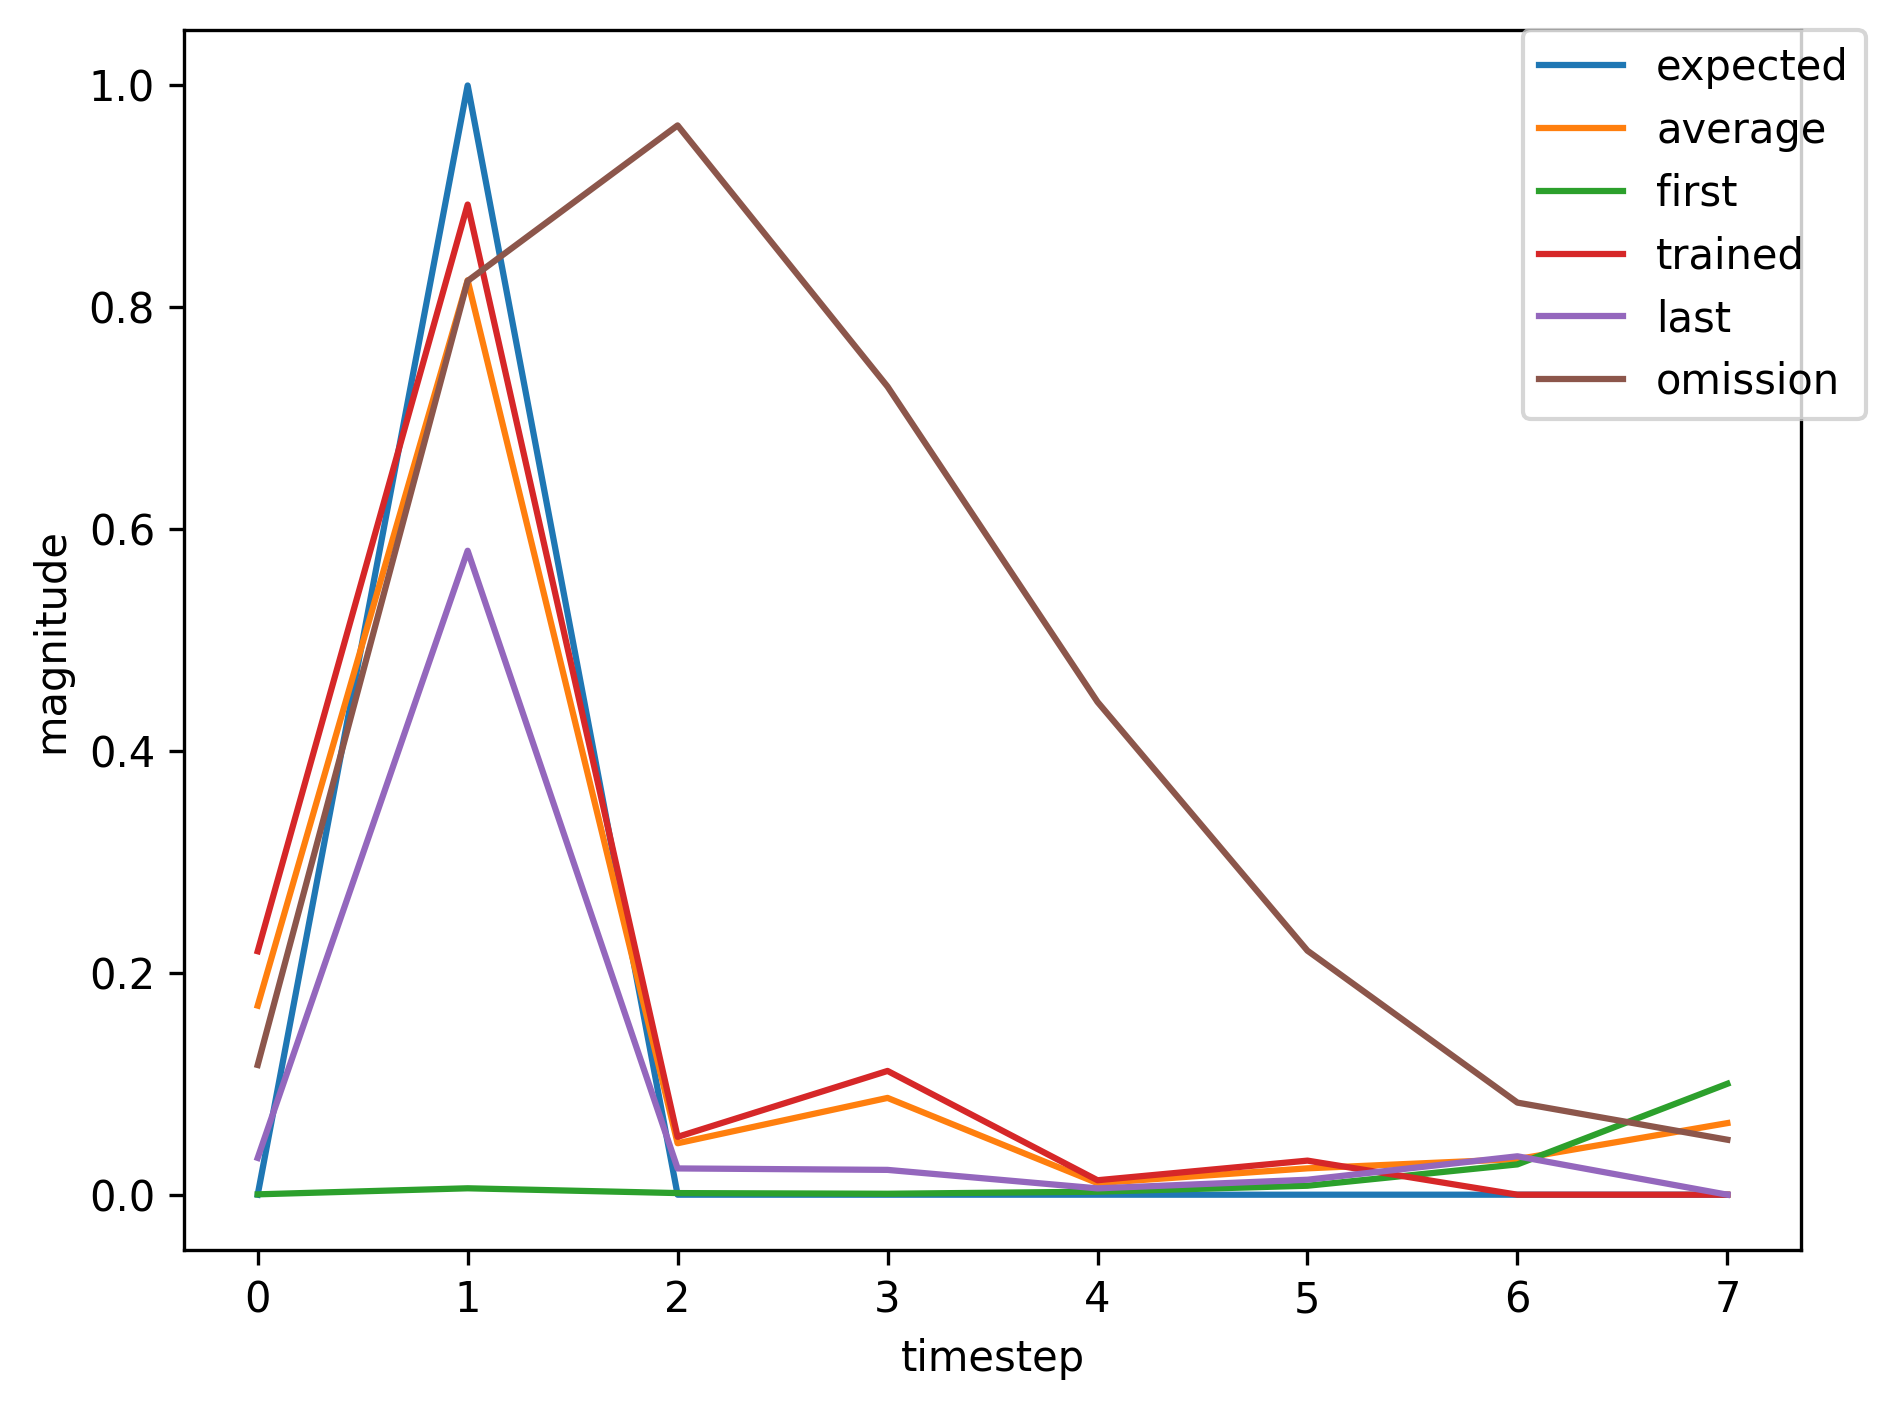 expected
average
first
trained
last
omission
1.0
0.8
0.6
0.4
0.2
0.0
magnitude
0 1 2 3 4 5 6 7
timestep